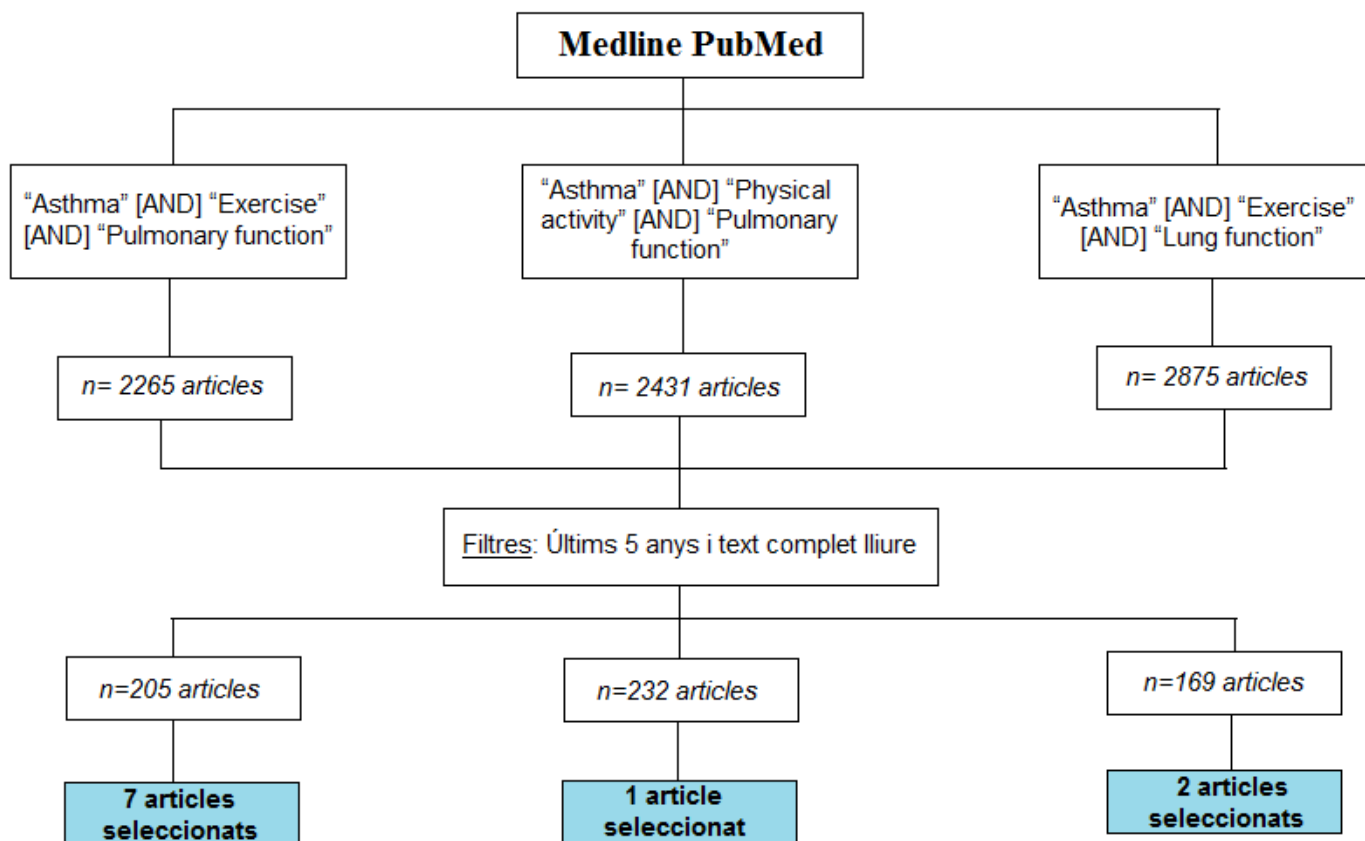 Medline PubMed
“Asthma” [AND] “Exercise”
[AND] “Pulmonary function”
“Asthma” [AND] “Physical
activity” [AND] “Pulmonary
function”
“Asthma” [AND] “Exercise”
[AND] “Lung function”
n= 2265 articles
n= 2431 articles
n= 2875 articles
Filtres: Últims 5 anys i text complet lliure
n=205 articles
n=232 articles
n=169 articles
7 articles
seleccionats
1 article
seleccionat
2 articles
seleccionats